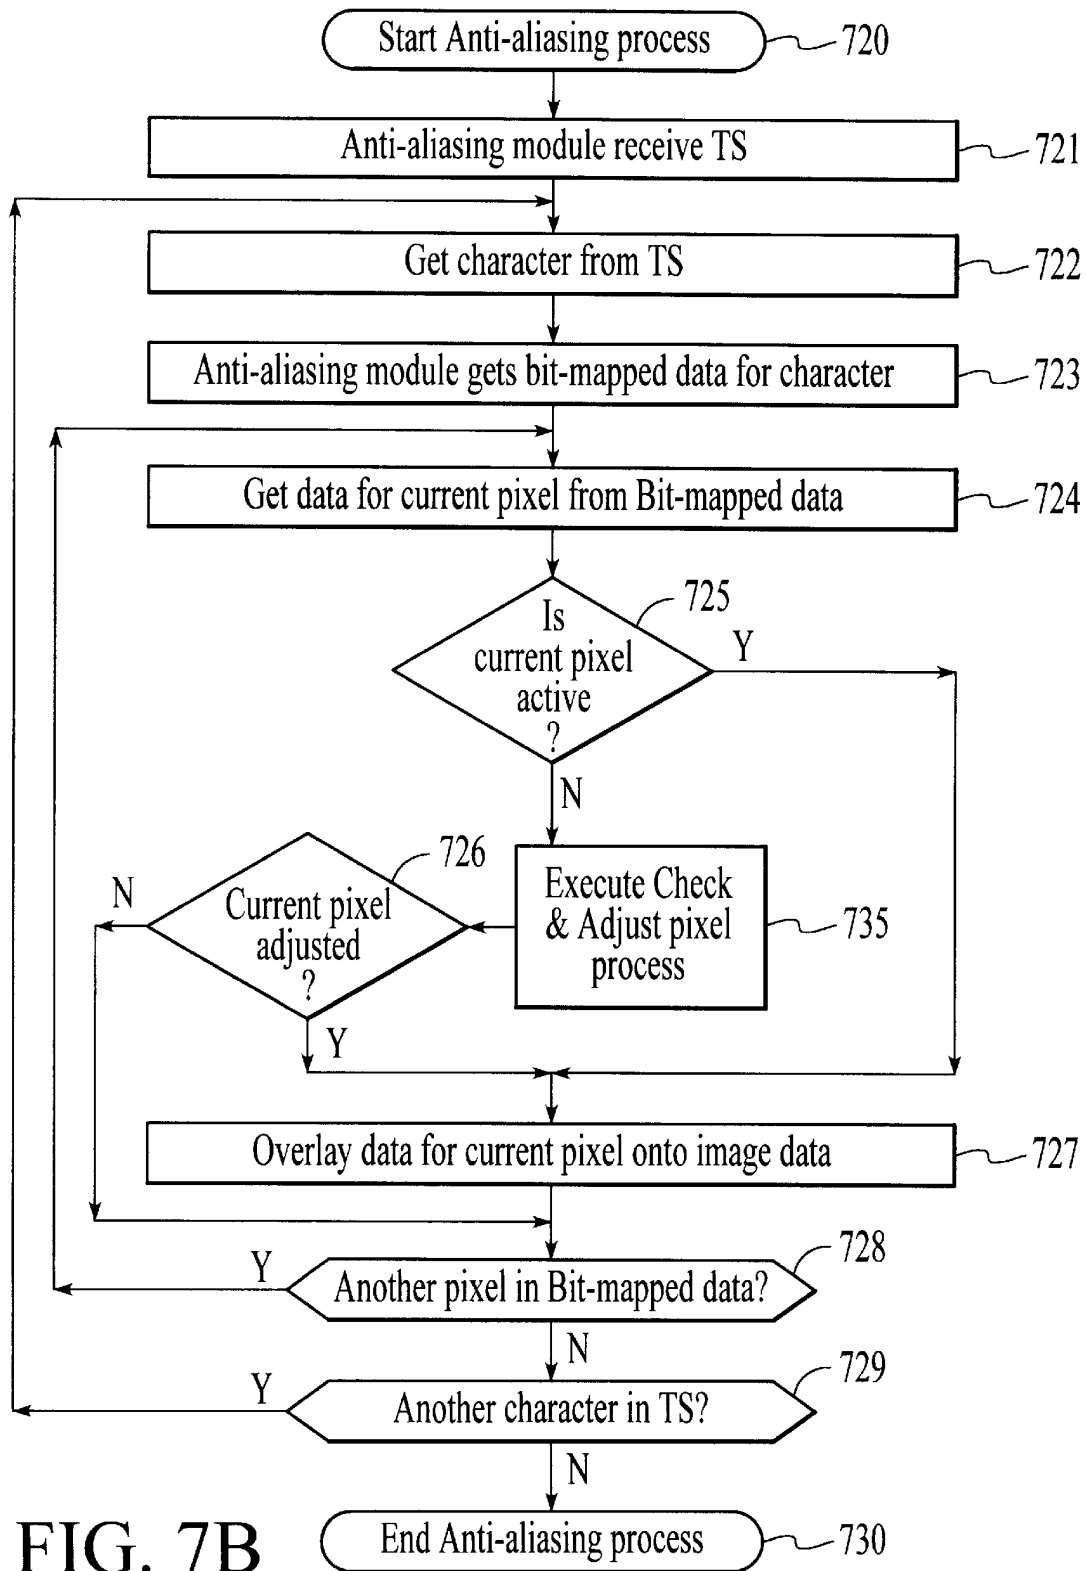 Start Anti-aliasing process
720
Anti-aliasing module receive TS
721
Get character from TS
722
Anti-aliasing module gets bit-mapped data for character
723
Get data for current pixel from Bit-mapped data
724
725
Is
current pixel
active
?
Y
N
726
Current pixel
adjusted
?
N
Y
Execute Check
& Adjust pixel
process
735
Overlay data for current pixel onto image data
727
728
Another pixel in Bit-mapped data?
Y
N
729
Another character in TS?
Y
N
End Anti-aliasing process
730
FIG. 7B